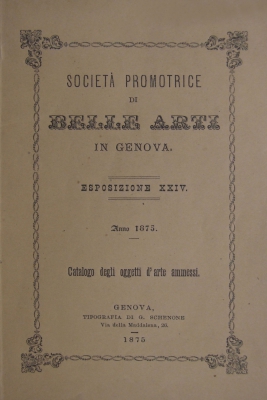 SOCIETÀ PROMOTRICE
DI
BELLE ARTI
IN GENOVA.
ESPOSIZIONE XXIV.
Anno 1875.
Catalogo degli oggetti d'arte ammessi.
GENOVA,
TIPOGRAFIA DI G. SCHENONE
Via della Maddalena,
1875